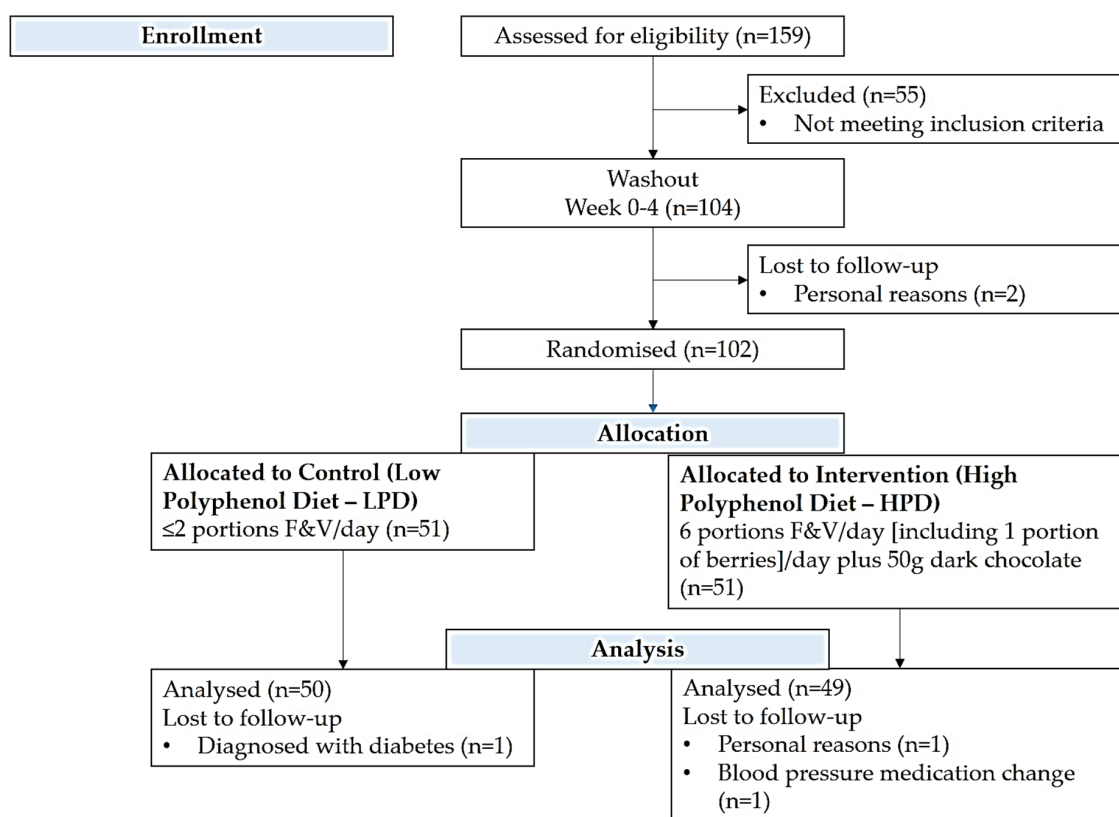 Enrollment
Assessed for eligibility (n=159)
Excluded (n=55)
• Not meeting inclusion criteria
Washout
Week 0-4 (n=104)
Lost to follow-up
• Personal reasons (n=2)
Randomised (n=102)
Allocation
Allocated to Control (Low
Polyphenol Diet – LPD)
≤2 portions F&V/day (n=51)
Allocated to Intervention (High
Polyphenol Diet – HPD)
6 portions F&V/day [including 1 portion
of berries]/day plus 50g dark chocolate
(n=51)
Analysis
Analysed (n=50)
Lost to follow-up
• Diagnosed with diabetes (n=1)
Analysed (n=49)
Lost to follow-up
• Personal reasons (n=1)
• Blood pressure medication change
(n=1)